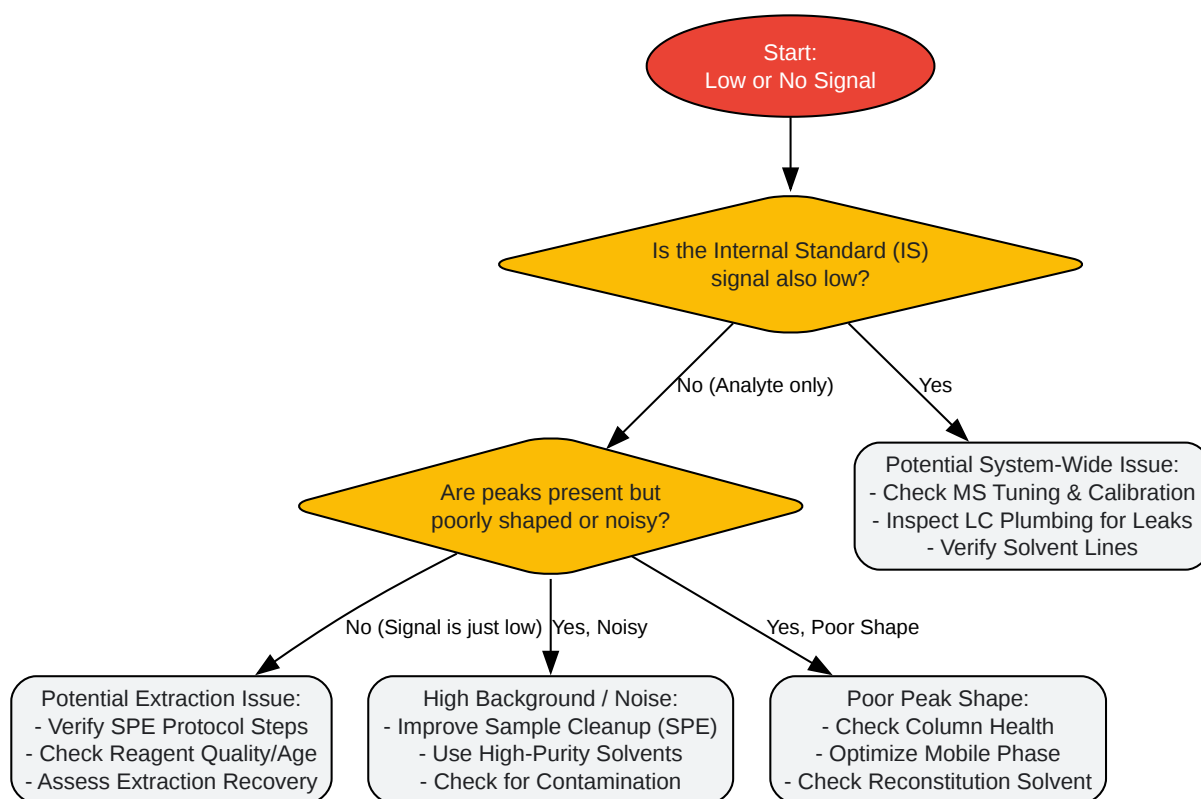 Start:
Low or No Signal
Is the Internal Standard (IS)
signal also low?
No (Analyte only)
Yes
Are peaks present but
poorly shaped or noisy?
Potential System-Wide Issue:
- Check MS Tuning & Calibration
- Inspect LC Plumbing for Leaks
- Verify Solvent Lines
No (Signal is just low)
Yes, Noisy
Yes, Poor Shape
Potential Extraction Issue:
- Verify SPE Protocol Steps
- Check Reagent Quality/Age
- Assess Extraction Recovery
High Background / Noise:
- Improve Sample Cleanup (SPE)
- Use High-Purity Solvents
- Check for Contamination
Poor Peak Shape:
- Check Column Health
- Optimize Mobile Phase
- Check Reconstitution Solvent